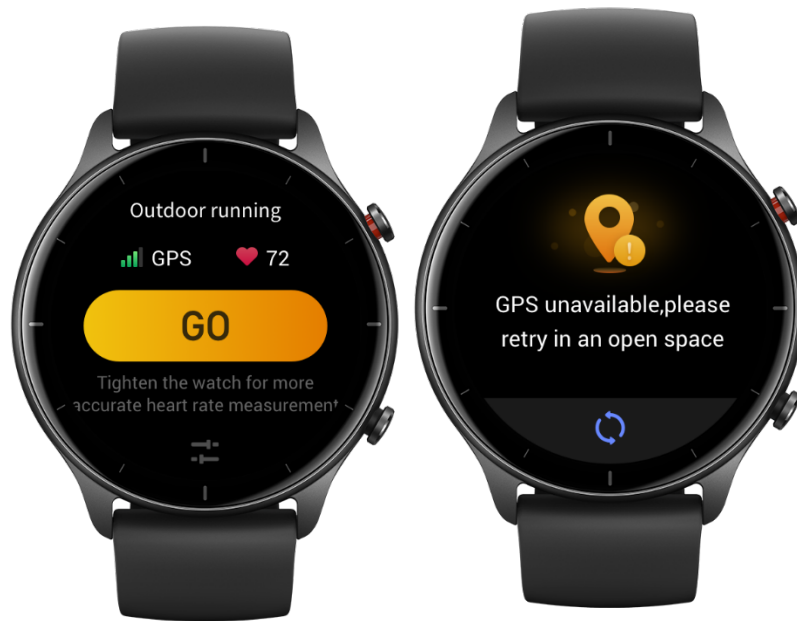 Outdoor running
GPS 72
GO
Tighten the watch for more
accurate heart rate measurement
GPS unavailable,please
retry in an open space